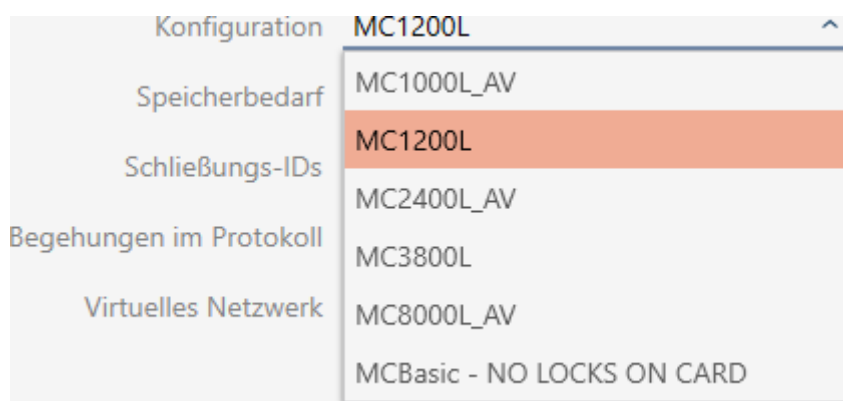 Konfiguration MC1200L
MC1000L_AV
Speicherbedarf
MC1200L
Schließungs-IDs
MC2400L_AV
Begehungen im Protokoll
MC3800L
Virtuelles Netzwerk
MC8000L_AV
MCBasic - NO LOCKS ON CARD